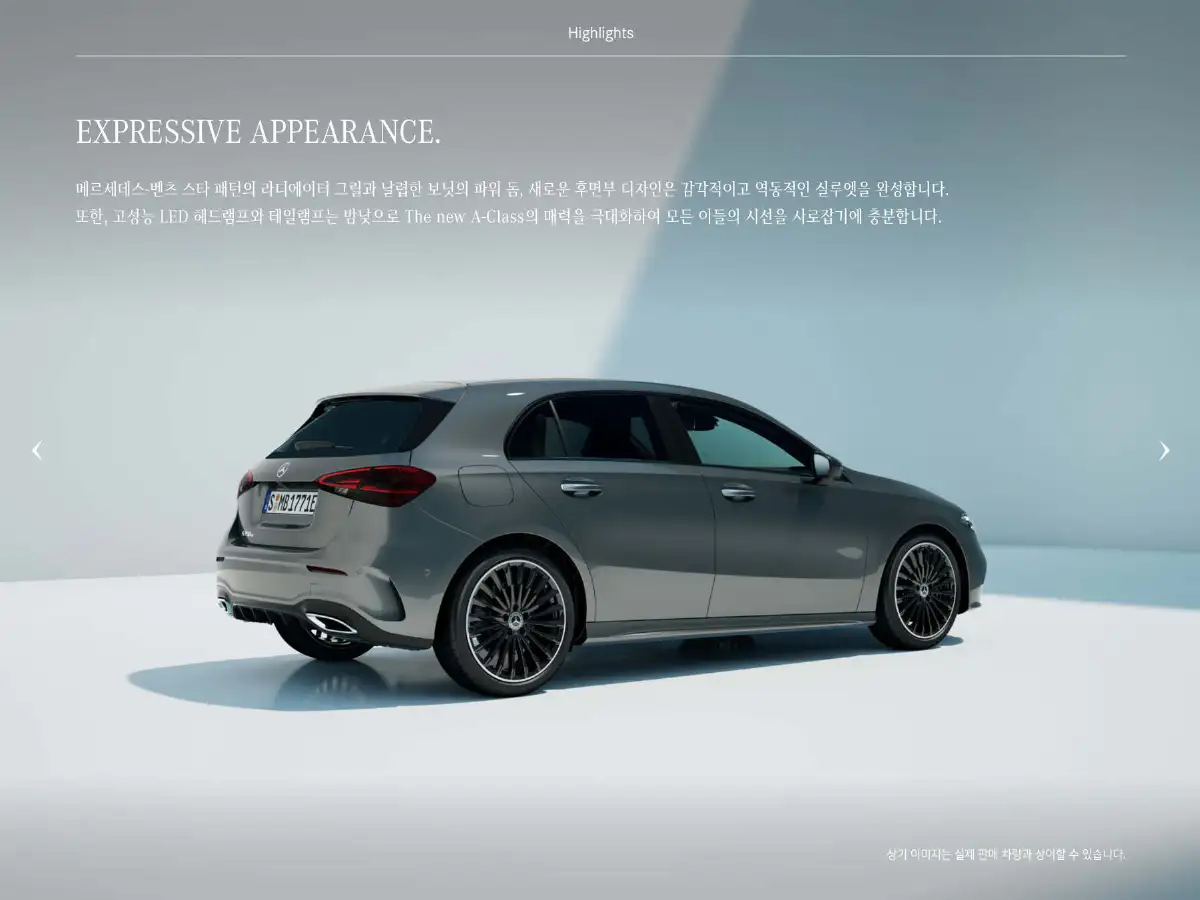 Highlights
EXPRESSIVE APPEARANCE.
메르세데스-벤츠 스타 패턴의 라디에이터 그릴과 날렵한 보닛의 파워 돔, 새로운 후면부 디자인은 감각적이고 역동적인 실루엣을 완성합니다.
또한, 고성능 LED 헤드램프와 테일램프는 밤낮으로 The new A-Class의 매력을 극대화하여 모든 이들의 시선을 사로잡기에 충분합니다.
S MB1771E
상기 이미지는 실제 판매 차량과 상이할 수 있습니다.